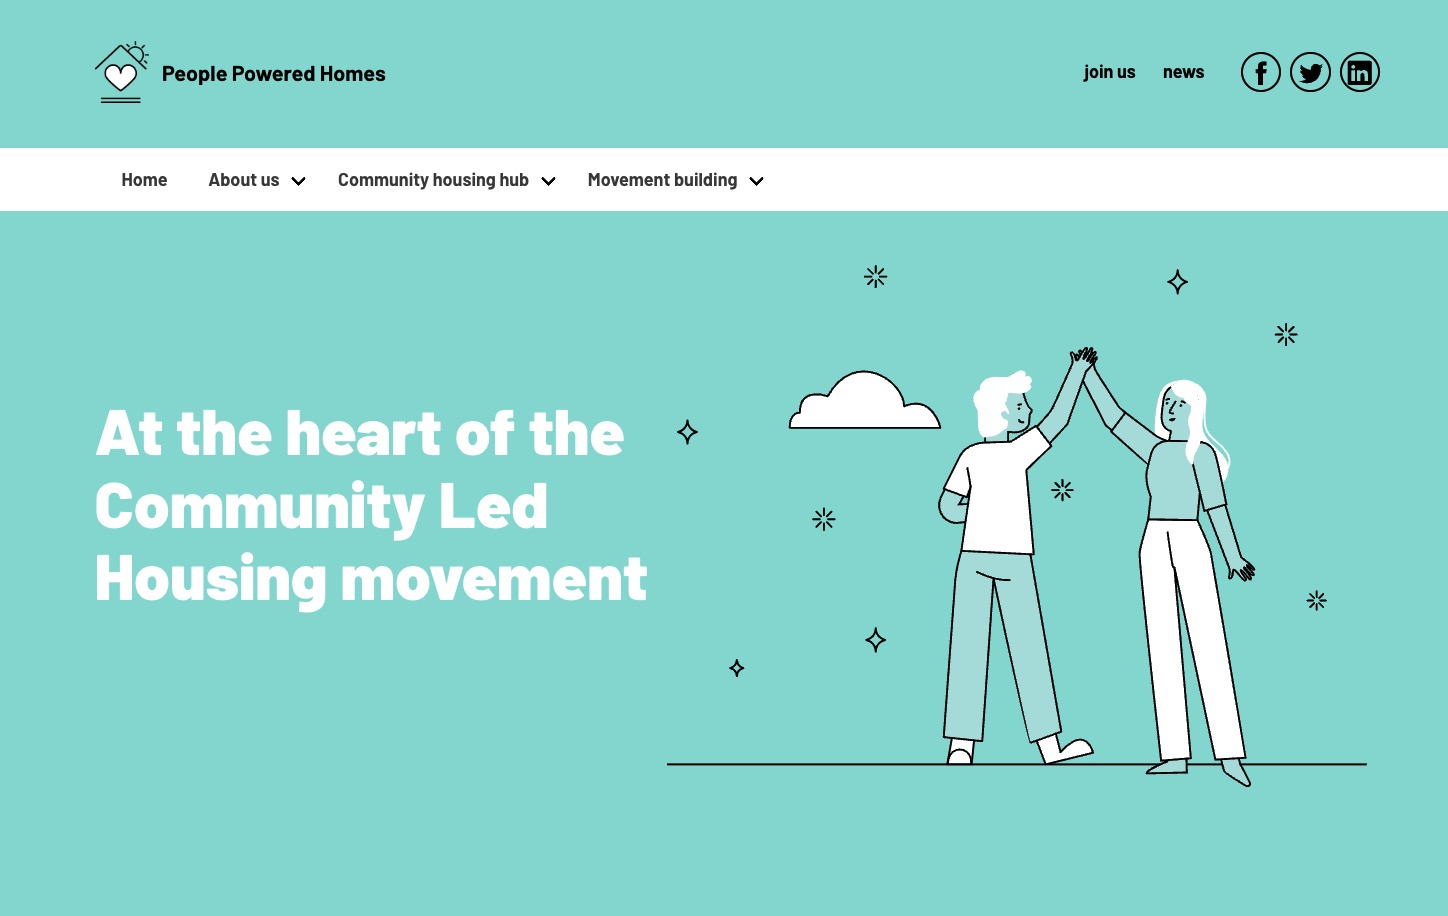 People Powered Homes
join us
news
Home
About us
Community housing hub
Movement building
At the heart of the
Community Led
Housing movement